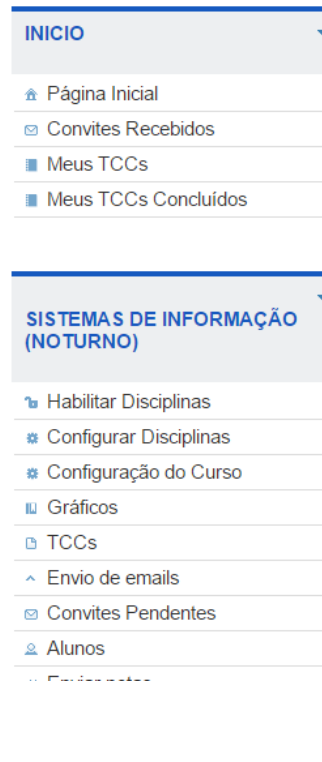 INICIO
Página Inicial
Convites Recebidos
Meus TCCs
Meus TCCs Concluídos
SISTEMAS DE INFORMAÇÃO
(NOTURNO)
Habilitar Disciplinas
Configurar Disciplinas
Configuração do Curso
Gráficos
TCCs
Envio de emails
Convites Pendentes
Alunos